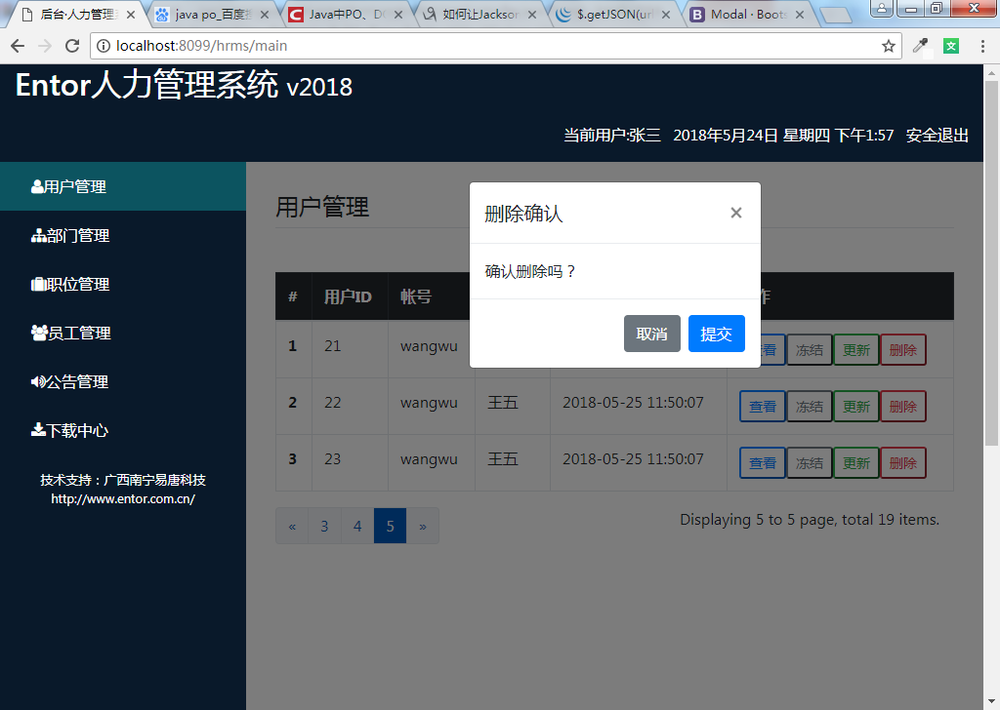 后台·人力管理
java po_百度
Java中PO、D
如何让Jackson
$.getJSON(url
Modal · Boots
localhost:8099/hrms/main
Entor人力管理系统 v2018
当前用户:张三 2018年5月24日 星期四 下午1:57 安全退出
用户管理
部门管理
职位管理
员工管理
公告管理
下载中心
技术支持：广西南宁易唐科技
http://www.entor.com.cn/
用户管理
删除确认 ×
确认删除吗？
取消 提交
# 用户ID 帐号
1 21 wangwu 冻结 更新 删除
2 22 wangwu 王五 2018-05-25 11:50:07 查看 冻结 更新 删除
3 23 wangwu 王五 2018-05-25 11:50:07 查看 冻结 更新 删除
« 3 4 5 »
Displaying 5 to 5 page, total 19 items.